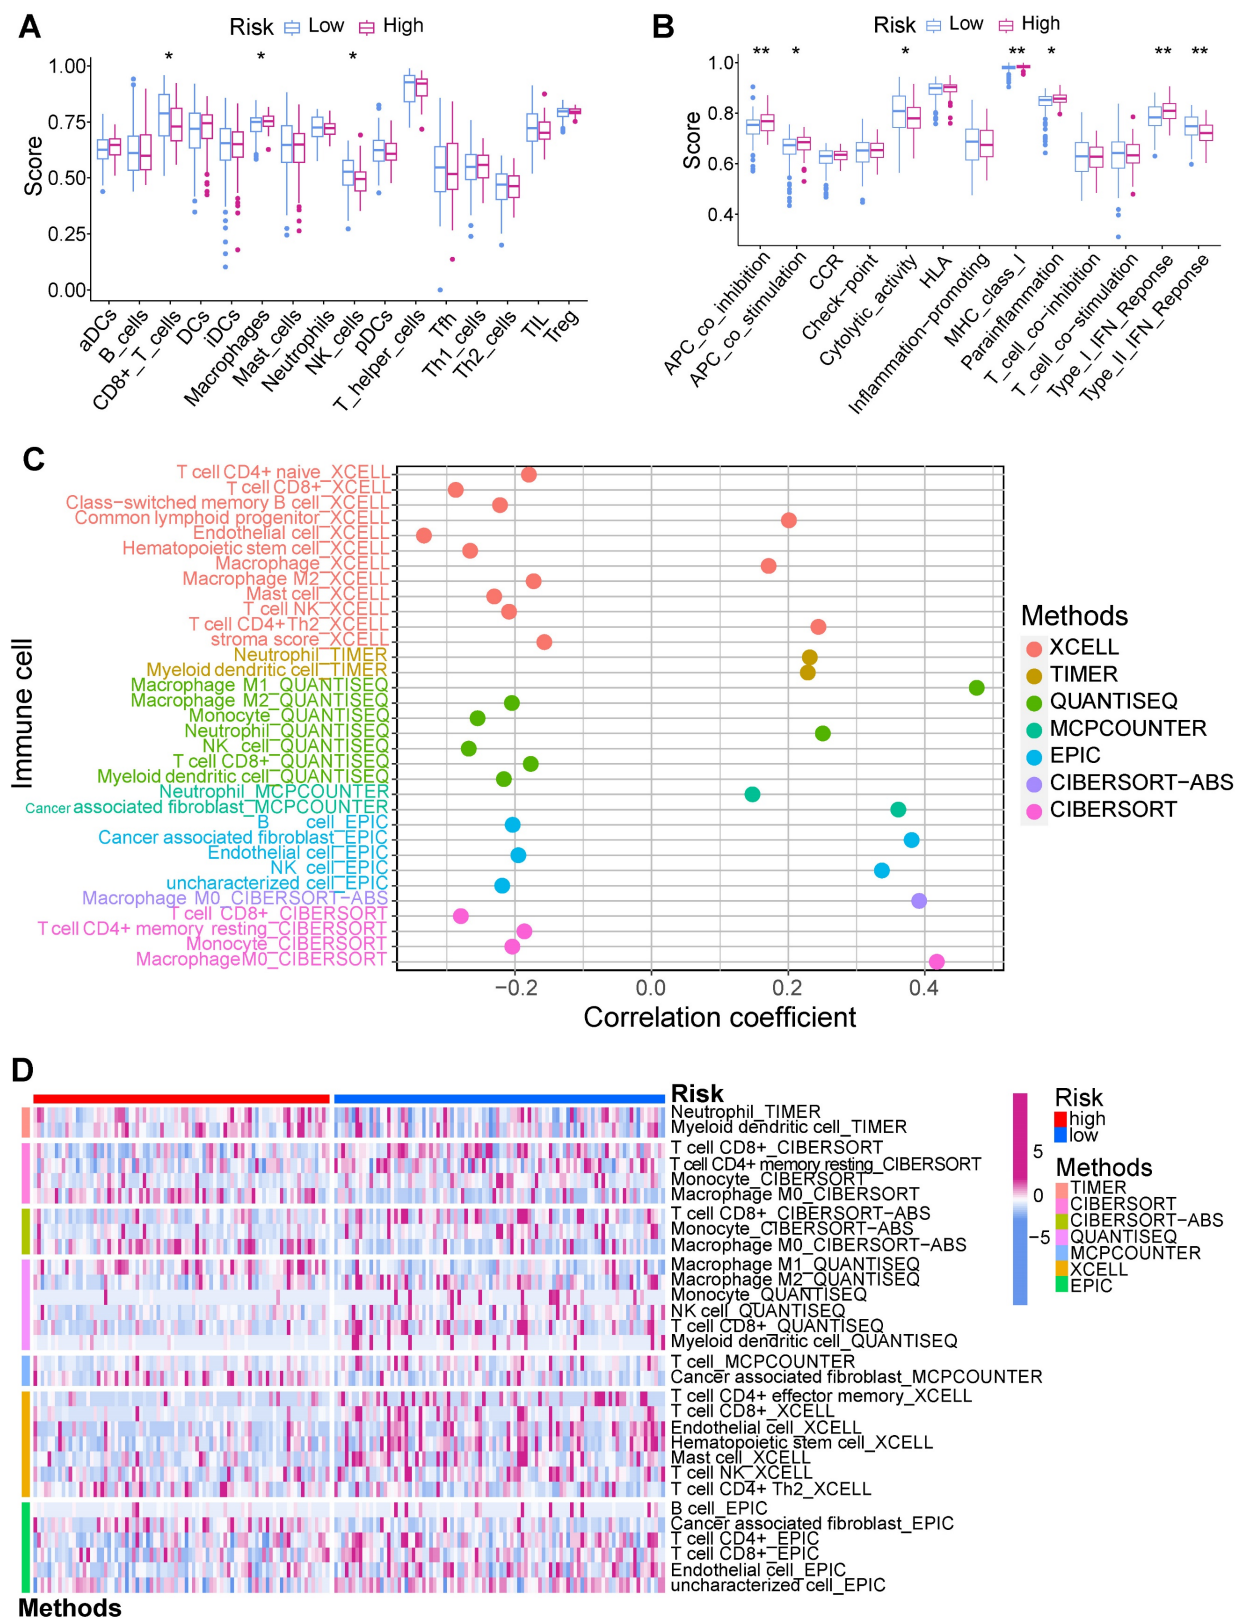 A
Risk Low High
* * *
Score
1.00
0.75
0.50
0.25
0.00
aDCs
B_cells
CD8+_T_cells
DCs
iDCs
Macrophages
Mast_cells
Neutrophils
NK_cells
pDCs
T_helper_cells
Tfh
Th1_cells
Th2_cells
TIL
Treg
B
Risk Low High
** * * ** * ** **
Score
1.0
0.8
0.6
0.4
APC_co_inhibition
APC_co_stimulation
CCR
Check-point
Cytolytic_activity
HLA
Inflammation-promoting
MHC_class_I
Parainflammation
T_cell_co-inhibition
T_cell_co-stimulation
Type_I_IFN_Reponse
Type_II_IFN_Reponse
C
Immune cell
T cell CD4+ naive_XCELL
T cell CD8+_XCELL
Class-switched memory B cell_XCELL
Common lymphoid progenitor_XCELL
Endothelial cell_XCELL
Hematopoietic stem cell_XCELL
Macrophage_XCELL
Macrophage M2_XCELL
Mast cell_XCELL
T cell NK_XCELL
T cell CD4+Th2_XCELL
stroma score_XCELL
Neutrophil_TIMER
Myeloid dendritic cell_TIMER
Macrophage M1_QUANTISEQ
Macrophage M2_QUANTISEQ
Monocyte_QUANTISEQ
Neutrophil_QUANTISEQ
NK cell_QUANTISEQ
T cell CD8+_QUANTISEQ
Myeloid dendritic cell_QUANTISEQ
Neutrophil_MCPCOUNTER
Cancer associated fibroblast_MCPCOUNTER
B cell_EPIC
Cancer associated fibroblast_EPIC
Endothelial cell_EPIC
NK cell_EPIC
uncharacterized cell_EPIC
Macrophage M0_CIBERSORT-ABS
T cell CD8+_CIBERSORT
T cell CD4+ memory resting_CIBERSORT
Monocyte_CIBERSORT
MacrophageM0_CIBERSORT
−0.2 0.0 0.2 0.4
Correlation coefficient
Methods
XCELL
TIMER
QUANTISEQ
MCPCOUNTER
EPIC
CIBERSORT-ABS
CIBERSORT
D
Risk
Neutrophil_TIMER
Myeloid dendritic cell_TIMER
T cell CD8+_CIBERSORT
T cell CD4+ memory resting_CIBERSORT
Monocyte_CIBERSORT
Macrophage M0_CIBERSORT
T cell CD8+_CIBERSORT-ABS
Monocyte_CIBERSORT-ABS
Macrophage M0_CIBERSORT-ABS
Macrophage M1_QUANTISEQ
Macrophage M2_QUANTISEQ
Monocyte_QUANTISEQ
NK cell_QUANTISEQ
T cell CD8+_QUANTISEQ
Myeloid dendritic cell_QUANTISEQ
T cell_MCPCOUNTER
Cancer associated fibroblast_MCPCOUNTER
T cell CD4+ effector memory_XCELL
T cell CD8+_XCELL
Endothelial cell_XCELL
Hematopoietic stem cell_XCELL
Mast cell_XCELL
T cell NK_XCELL
T cell CD4+ Th2_XCELL
B cell_EPIC
Cancer associated fibroblast_EPIC
T cell CD4+_EPIC
T cell CD8+_EPIC
Endothelial cell_EPIC
uncharacterized cell_EPIC
Methods
5
0
−5
Risk
high
low
Methods
TIMER
CIBERSORT
CIBERSORT-ABS
QUANTISEQ
MCPCOUNTER
XCELL
EPIC